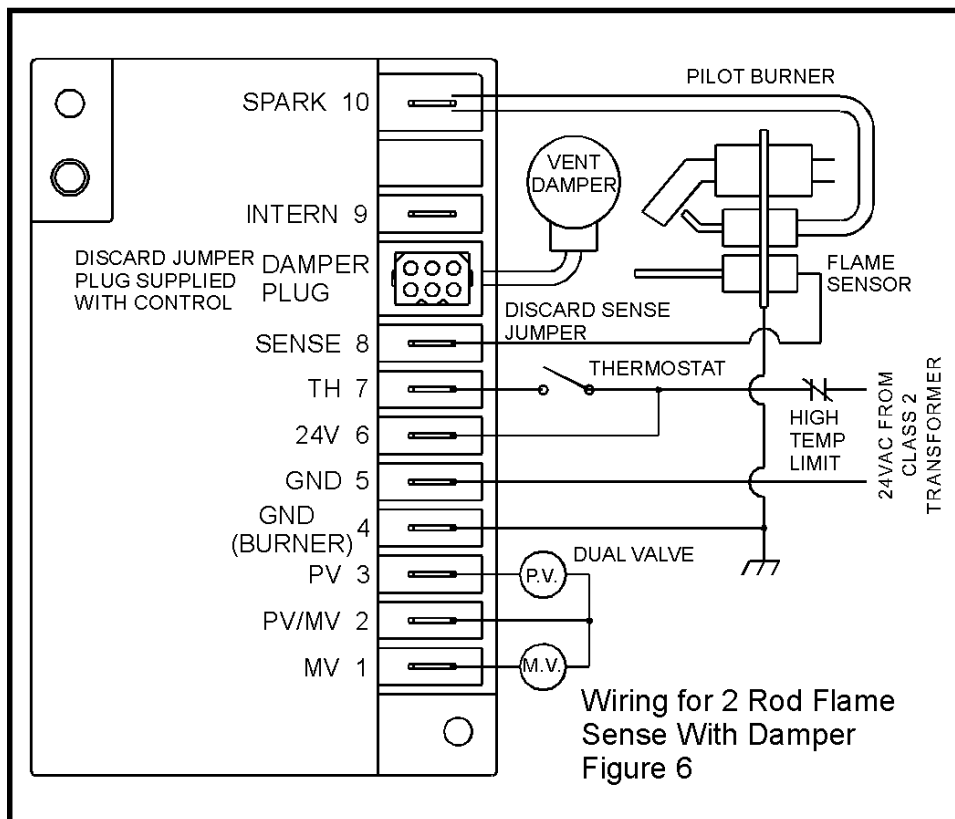 PILOT BURNER
SPARK 10
VENT
DAMPER
INTERN 9
DISCARD JUMPER
PLUG SUPPLIED
WITH CONTROL
DAMPER
PLUG
FLAME
SENSOR
DISCARD SENSE
JUMPER
SENSE 8
THERMOSTAT
TH 7
HIGH
TEMP
LIMIT
24VAC FROM
CLASS 2
TRANSFORMER
24V 6
GND 5
GND
(BURNER) 4
DUAL VALVE
PV 3
P.V.
PV/MV 2
MV 1
M.V.
Wiring for 2 Rod Flame
Sense With Damper
Figure 6